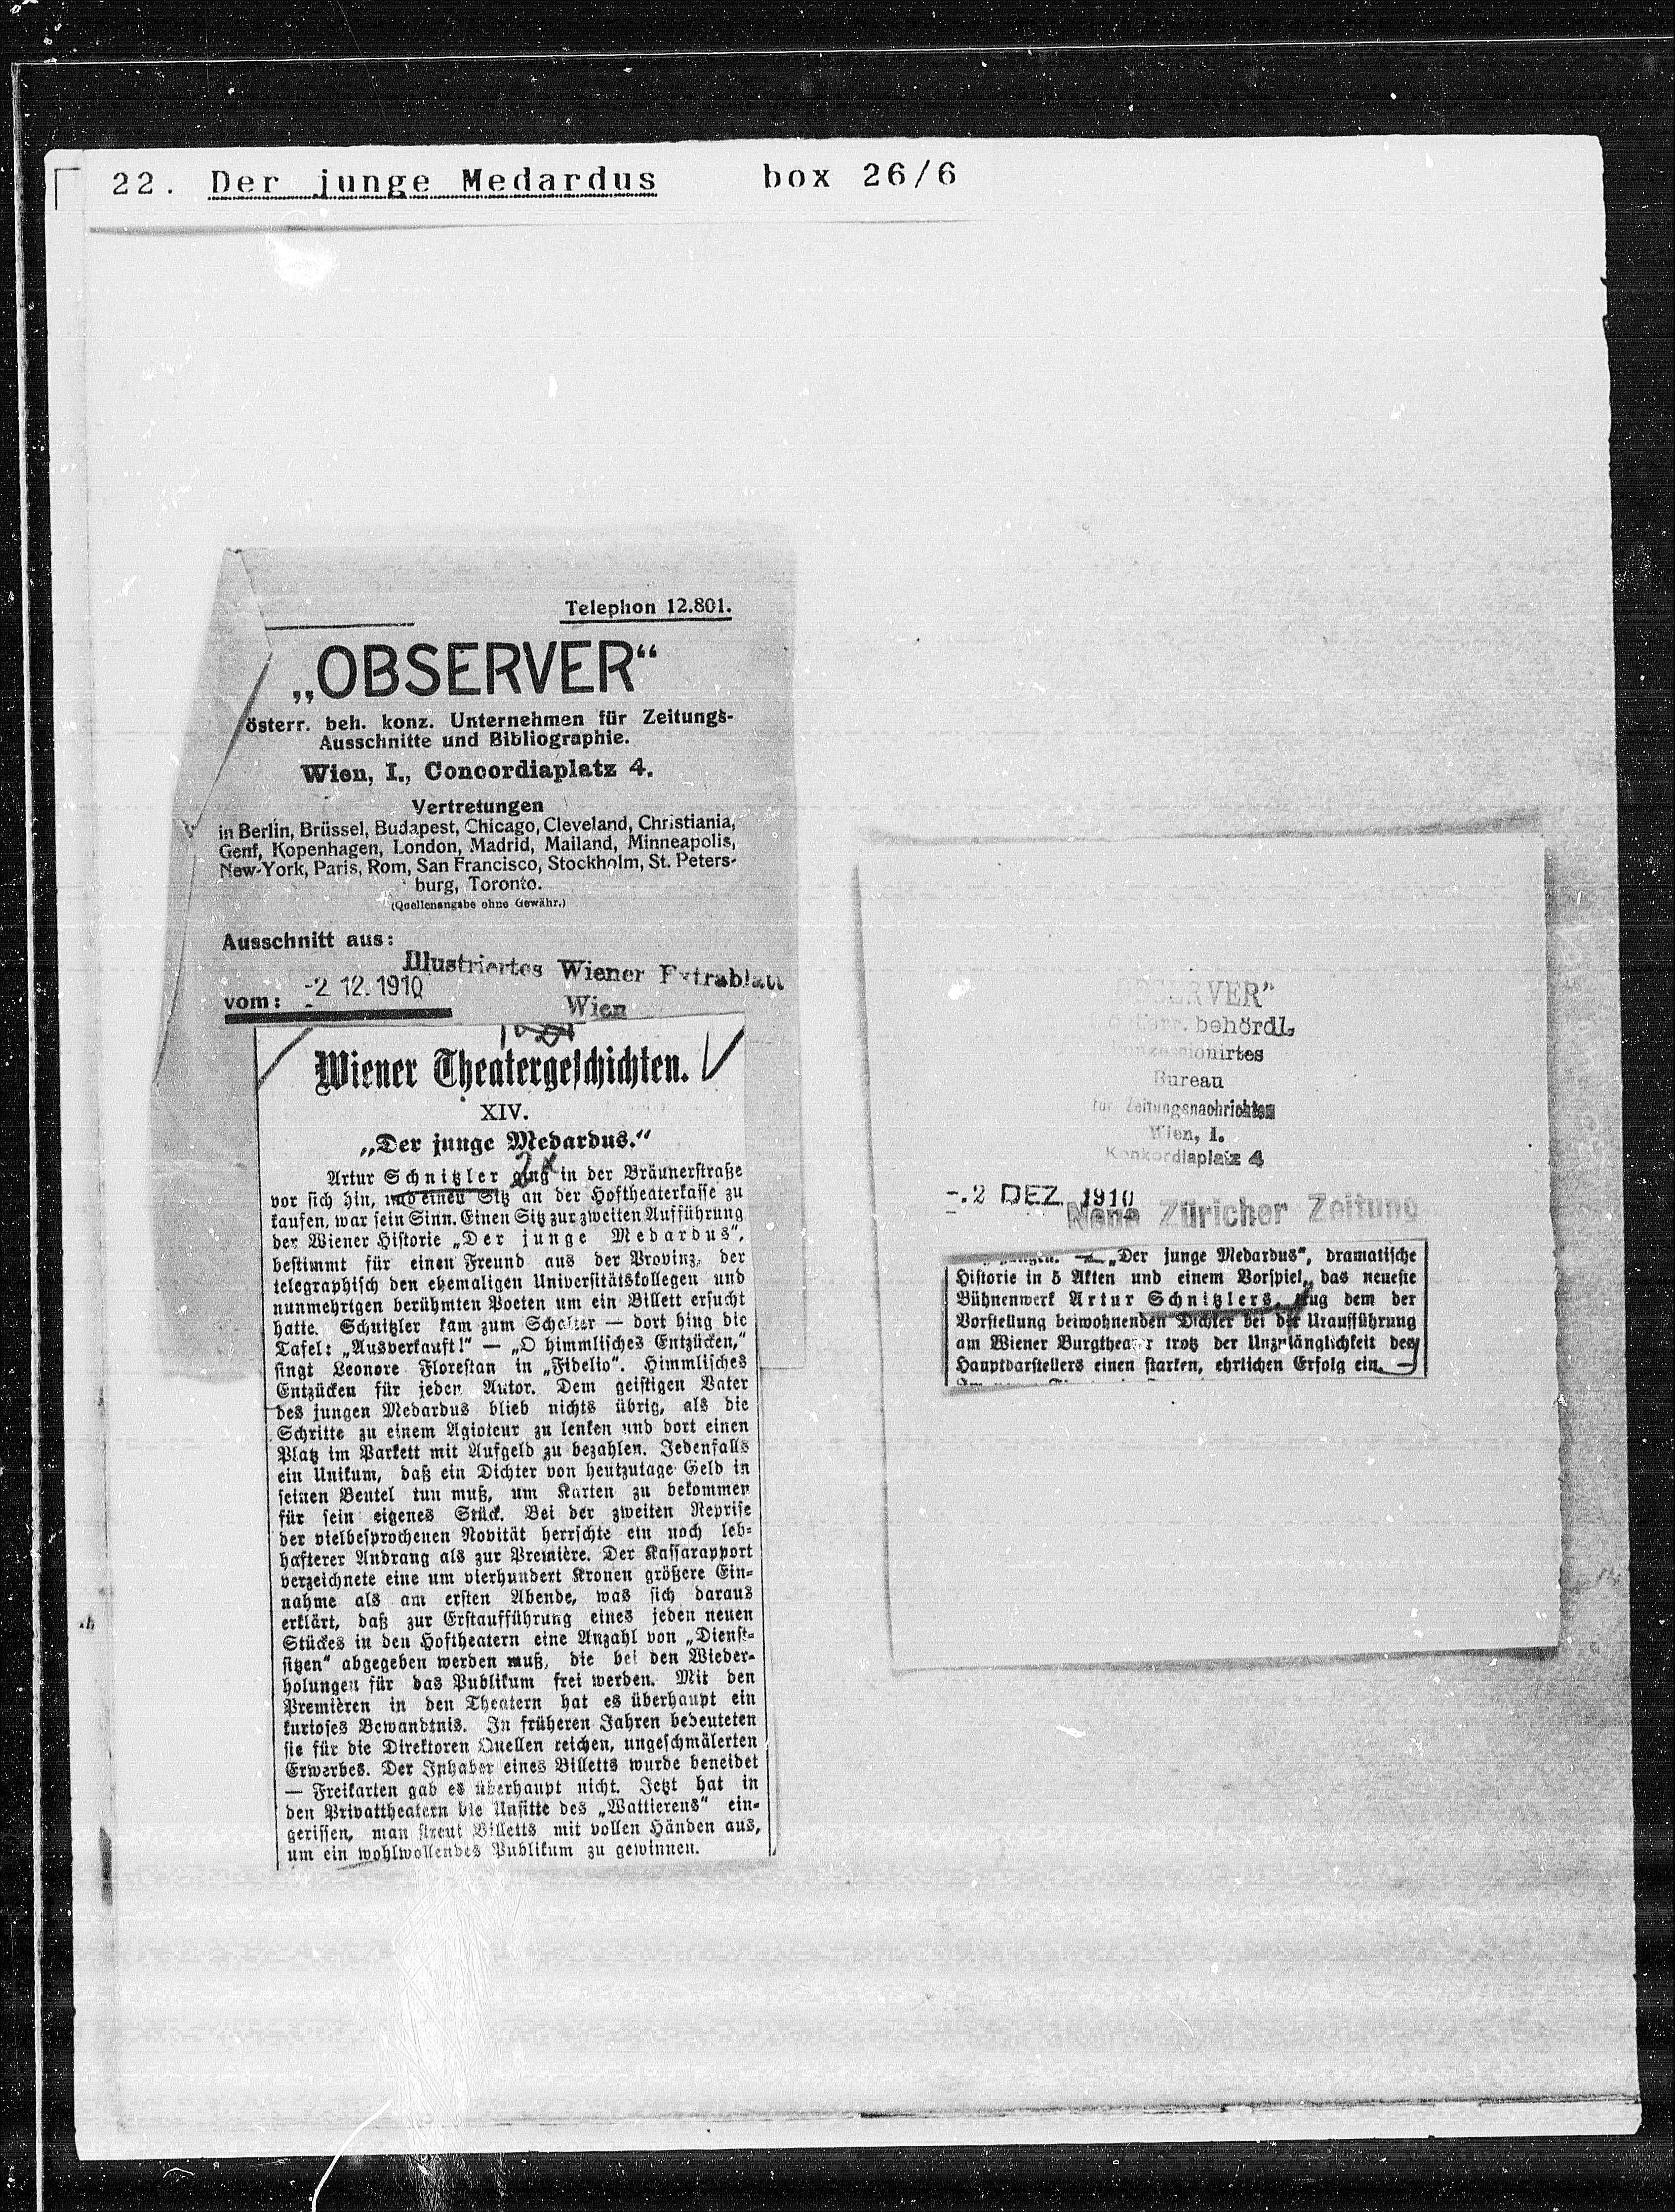 22. Der junge Medardus box 26/6
Telephon 12.801.
„OBSERVER“
österr. beh. konz. Unternehmen für Zeitungs-
Ausschnitte und Bibliographie.
Wien, I., Concordiaplatz 4.
Vertretungen
in Berlin, Brüssel, Budapest, Chicago, Cleveland, Christiania,
Genf, Kopenhagen, London, Madrid, Mailand, Minneapolis,
New-York, Paris, Rom, San Francisco, Stockholm, St. Peters-
burg, Toronto.
(Quellenangabe ohne Gewähr.)
Ausschnitt aus:
Illustriertes Wiener Extrablatt
vom: -2 12. 1910
Wien
Wiener Theatergeschichten.
XIV.
„Der junge Medardus.“
Artur Schnitzler ging in der Bräunerstraße
vor sich hin, und einen Sitz an der Hoftheaterkasse zu
kaufen, war sein Sinn. Einen Sitz zur zweiten Aufführung
der Wiener Historie „Der junge Medardus“,
bestimmt für einen Freund aus der Provinz, der
telegraphisch den ehemaligen Universitätskollegen und
nunmehrigen berühmten Poeten um ein Billett ersucht
hatte. Schnitzler kam zum Schalter — dort hing die
Tafel: „Ausverkauft!“ — „O himmlisches Entzücken,“
singt Leonore Florestan in „Fidelio“. Himmlisches
Entzücken für jeden Autor. Dem geistigen Vater
des jungen Medardus blieb nichts übrig, als die
Schritte zu einem Agioteur zu lenken und dort einen
Platz im Parkett mit Aufgeld zu bezahlen. Jedenfalls
ein Unikum, daß ein Dichter von heutzutage Geld in
seinen Beutel tun muß, um Karten zu bekommen
für sein eigenes Stück. Bei der zweiten Reprise
der vielbesprochenen Novität herrschte ein noch leb-
hafterer Andrang als zur Première. Der Kassarapport
verzeichnete eine um vierhundert Kronen größere Ein-
nahme als am ersten Abende, was sich daraus
erklärt, daß zur Erstaufführung eines jeden neuen
Stückes in den Hoftheatern eine Anzahl von „Dienst-
sitzen“ abgegeben werden muß, die bei den Wieder-
holungen für das Publikum frei werden. Mit den
Premièren in den Theatern hat es überhaupt ein
kurioses Bewandtnis. In früheren Jahren bedeuteten
sie für die Direktoren Quellen reichen, ungeschmälerten
Erwerbes. Der Inhaber eines Billetts wurde beneidet
— Freikarten gab es überhaupt nicht. Jetzt hat in
den Privattheatern die Unsitte des „Wattierens“ ein-
gerissen, man streut Billetts mit vollen Händen aus,
um ein wohlwollendes Publikum zu gewinnen.
OBSERVER"
österr. behördl.
konzessionirtes
Bureau
für Zeitungsnachrichten
Wien, I.
Konkordiaplatz 4
-.2 DEZ. 1910
Neue Züricher Zeitung
— „Der junge Medardus“, dramatische
Historie in 5 Akten und einem Vorspiel, das neueste
Bühnenwerk Artur Schnitzlers, trug dem der
Vorstellung beiwohnenden Dichter bei der Uraufführung
am Wiener Burgtheater trotz der Unzulänglichkeit des
Hauptdarstellers einen starken, ehrlichen Erfolg ein. —